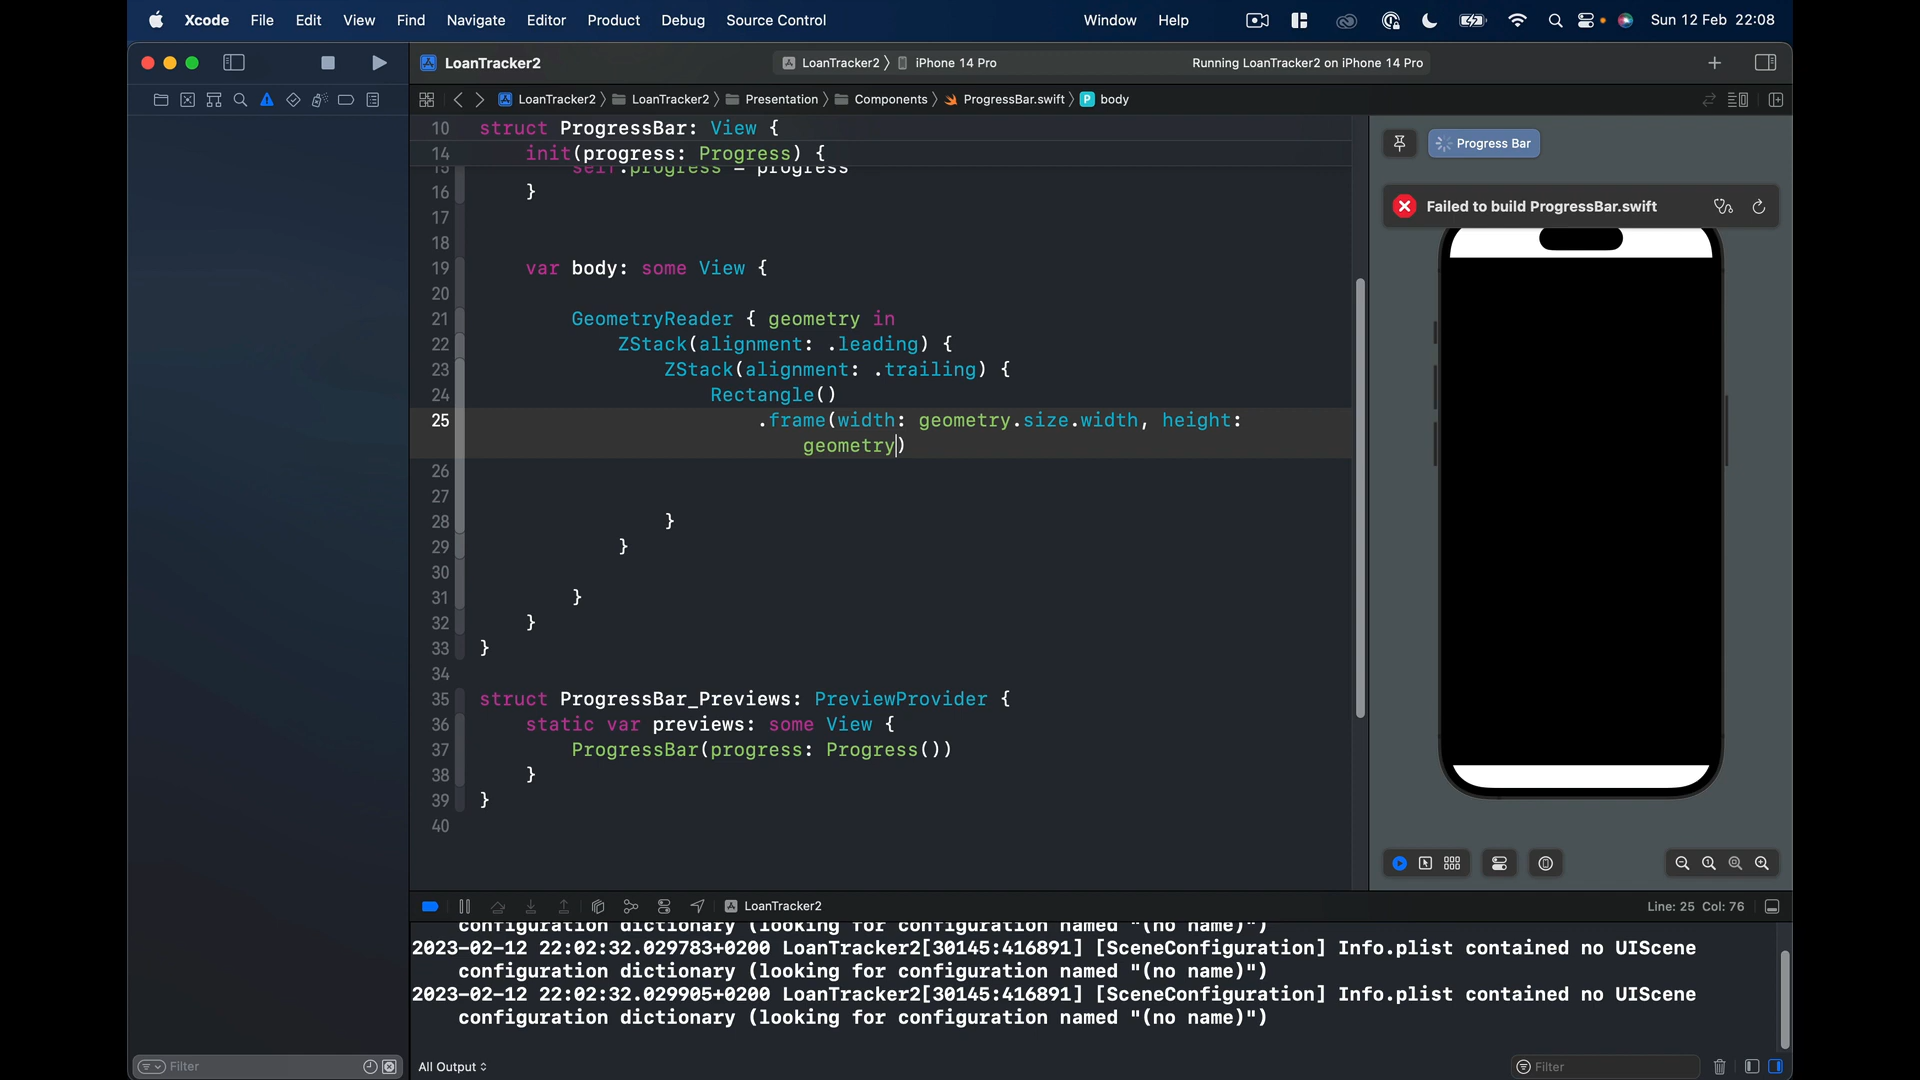 Xcode File Edit View Find Navigate Editor Product Debug Source Control Window Help Sun 12 Feb 22:08
LoanTracker2 LoanTracker2 〉 iPhone 14 Pro Running LoanTracker2 on iPhone 14 Pro
LoanTracker2 〉 LoanTracker2 〉 Presentation 〉 Components 〉 ProgressBar.swift 〉 P body
10 struct ProgressBar: View {
14 init(progress: Progress) {
15 self.progress = progress
16 }
17
18
19 var body: some View {
20
21 GeometryReader { geometry in
22 ZStack(alignment: .leading) {
23 ZStack(alignment: .trailing) {
24 Rectangle()
25 .frame(width: geometry.size.width, height:
geometry)
26
27
28 }
29 }
30
31 }
32 }
33 }
34
35 struct ProgressBar_Previews: PreviewProvider {
36 static var previews: some View {
37 ProgressBar(progress: Progress())
38 }
39 }
40
Progress Bar
Failed to build ProgressBar.swift
LoanTracker2 Line: 25 Col: 76
configuration dictionary (looking for configuration named "(no name)")
2023-02-12 22:02:32.029783+0200 LoanTracker2[30145:416891] [SceneConfiguration] Info.plist contained no UIScene
configuration dictionary (looking for configuration named "(no name)")
2023-02-12 22:02:32.029905+0200 LoanTracker2[30145:416891] [SceneConfiguration] Info.plist contained no UIScene
configuration dictionary (looking for configuration named "(no name)")
Filter All Output Filter